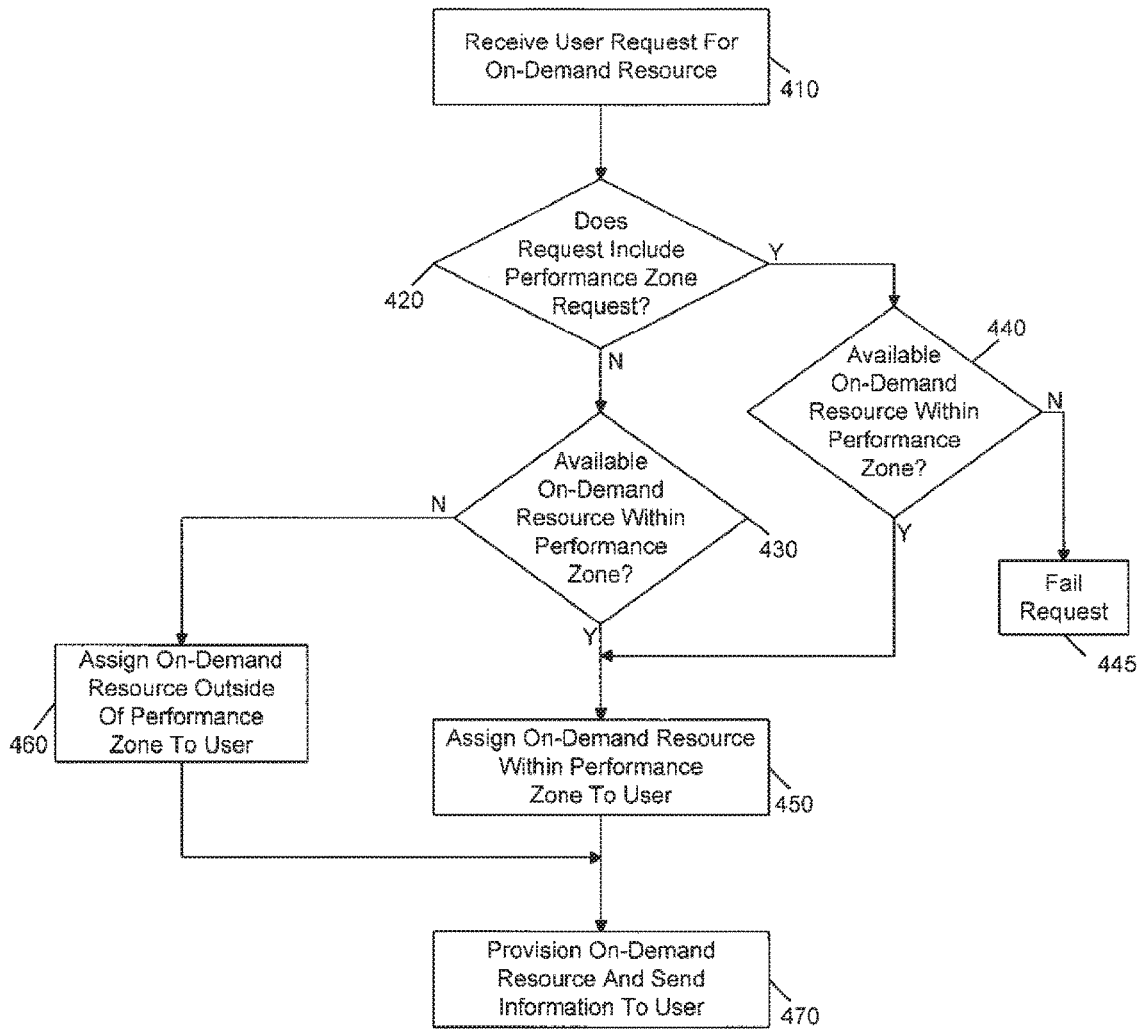 Receive User Request For
On-Demand Resource
410
Does
Request Include
Performance Zone
Request?
420
Y
N
440
Available
On-Demand
Resource Within
Performance
Zone?
N
Y
Available
On-Demand
Resource Within
Performance
Zone?
N
430
Y
Fail
Request
445
Assign On-Demand
Resource Outside
Of Performance
Zone To User
460
Assign On-Demand Resource
Within Performance
Zone To User
450
Provision On-Demand
Resource And Send
Information To User
470